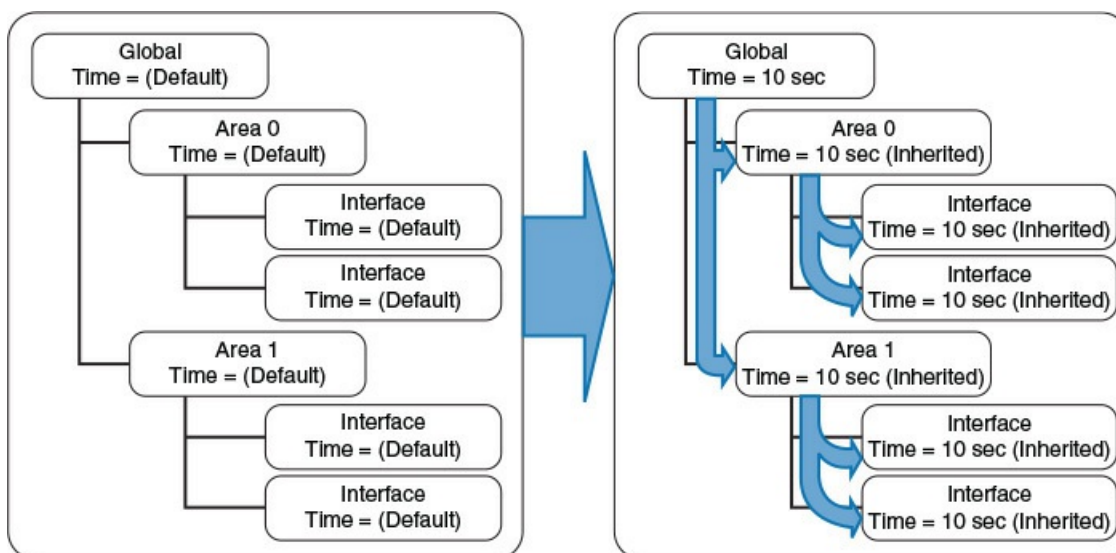 Global
Time = (Default)
Area 0
Time = (Default)
Interface
Time = (Default)
Interface
Time = (Default)
Area 1
Time = (Default)
Interface
Time = (Default)
Interface
Time = (Default)
Global
Time = 10 sec
Area 0
Time = 10 sec (Inherited)
Interface
Time = 10 sec (Inherited)
Interface
Time = 10 sec (Inherited)
Area 1
Time = 10 sec (Inherited)
Interface
Time = 10 sec (Inherited)
Interface
Time = 10 sec (Inherited)